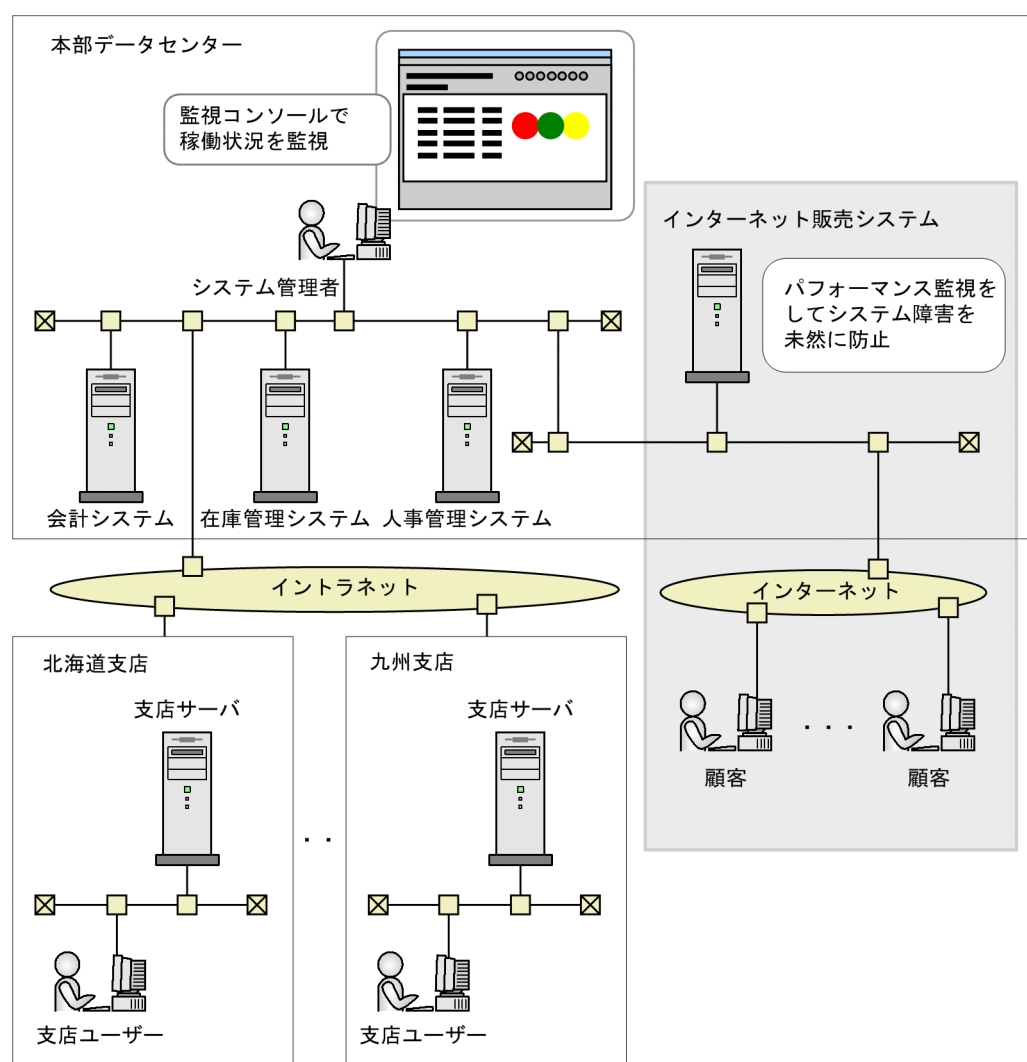 本部データセンター
監視コンソールで
稼働状況を監視
インターネット販売システム
システム管理者
パフォーマンス監視を
してシステム障害を
未然に防止
会計システム
在庫管理システム
人事管理システム
イントラネット
インターネット
北海道支店
九州支店
支店サーバ
支店サーバ
・・・
顧客
顧客
・・
支店ユーザー
支店ユーザー